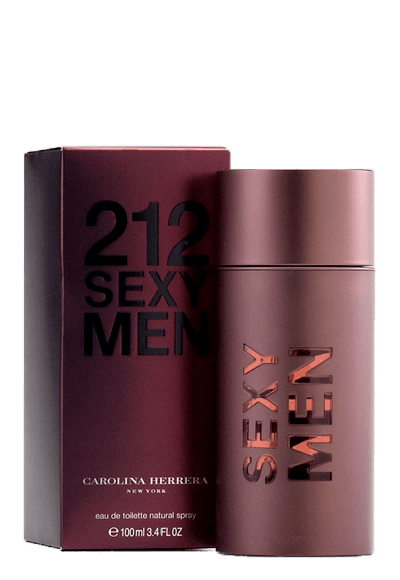 212
SEXY
MEN
CAROLINA HERRERA
NEW YORK
eau de toilette natural spray
℮ 100ml 3.4 FL OZ
SEXY
MEN